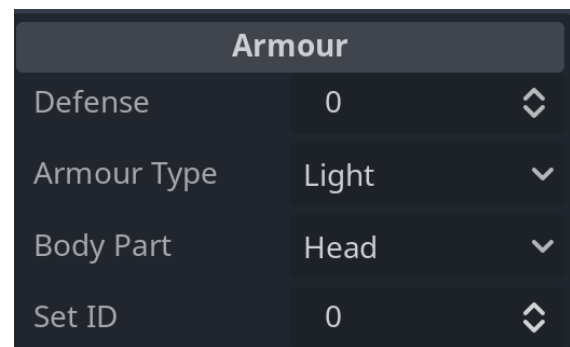 Armour
Defense 0
Armour Type Light
Body Part Head
Set ID 0